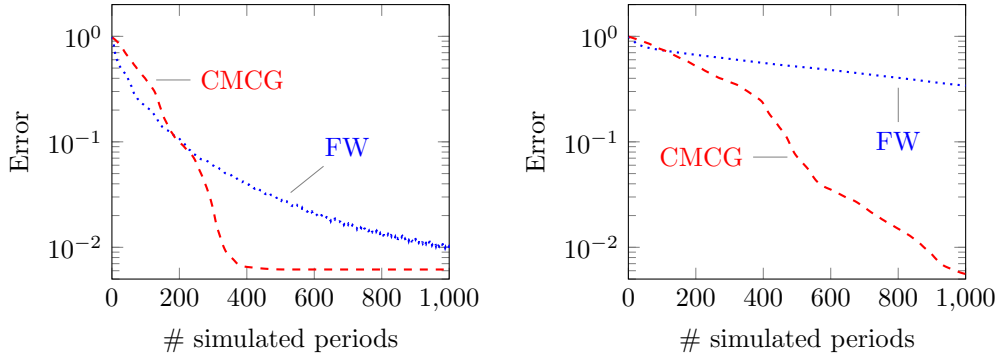 Error
10^0
10^{-1}
10^{-2}
CMCG
FW
0 200 400 600 800 1,000
# simulated periods
Error
10^0
10^{-1}
10^{-2}
CMCG
FW
0 200 400 600 800 1,000
# simulated periods